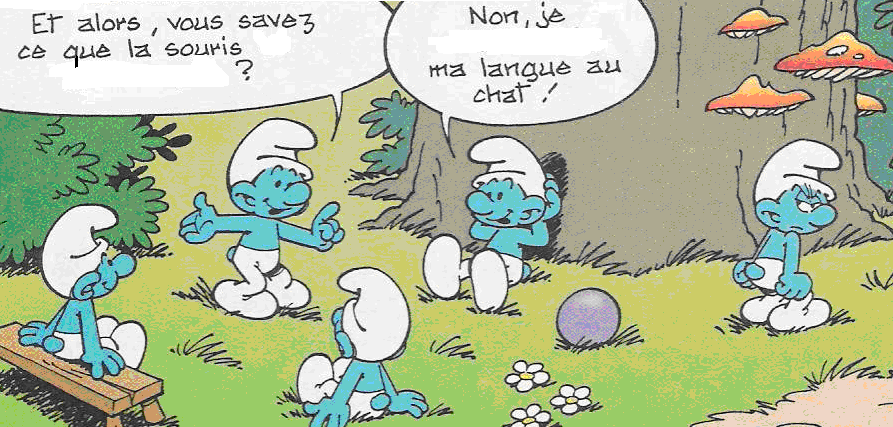 Et alors, vous savez
ce que la souris
?
Non, je
ma langue au
chat !